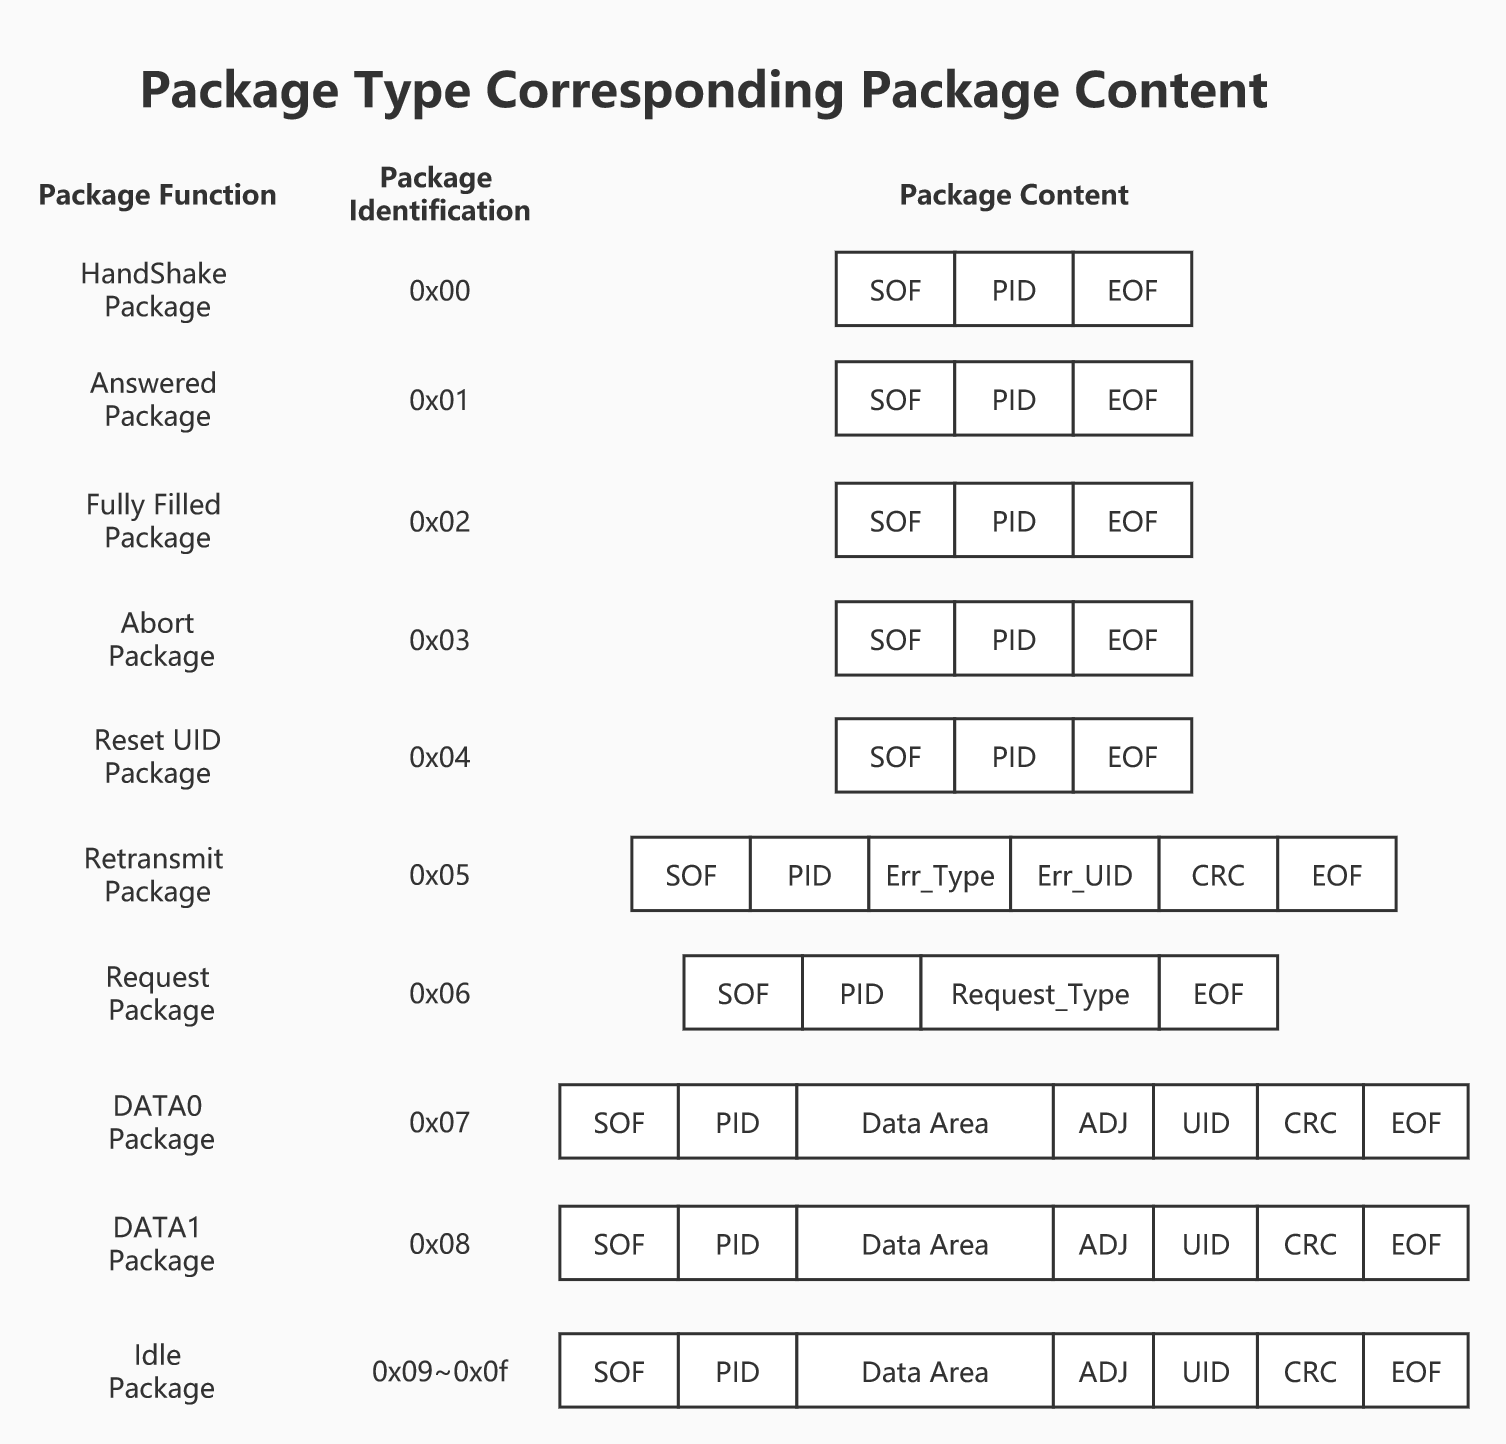 Package Type Corresponding Package Content
Package Function
Package
Identification
Package Content
HandShake
Package
0x00
SOF PID EOF
Answered
Package
0x01
SOF PID EOF
Fully Filled
Package
0x02
SOF PID EOF
Abort
Package
0x03
SOF PID EOF
Reset UID
Package
0x04
SOF PID EOF
Retransmit
Package
0x05
SOF PID Err_Type Err_UID CRC EOF
Request
Package
0x06
SOF PID Request_Type EOF
DATA0
Package
0x07
SOF PID Data Area ADJ UID CRC EOF
DATA1
Package
0x08
SOF PID Data Area ADJ UID CRC EOF
Idle
Package
0x09~0x0f
SOF PID Data Area ADJ UID CRC EOF